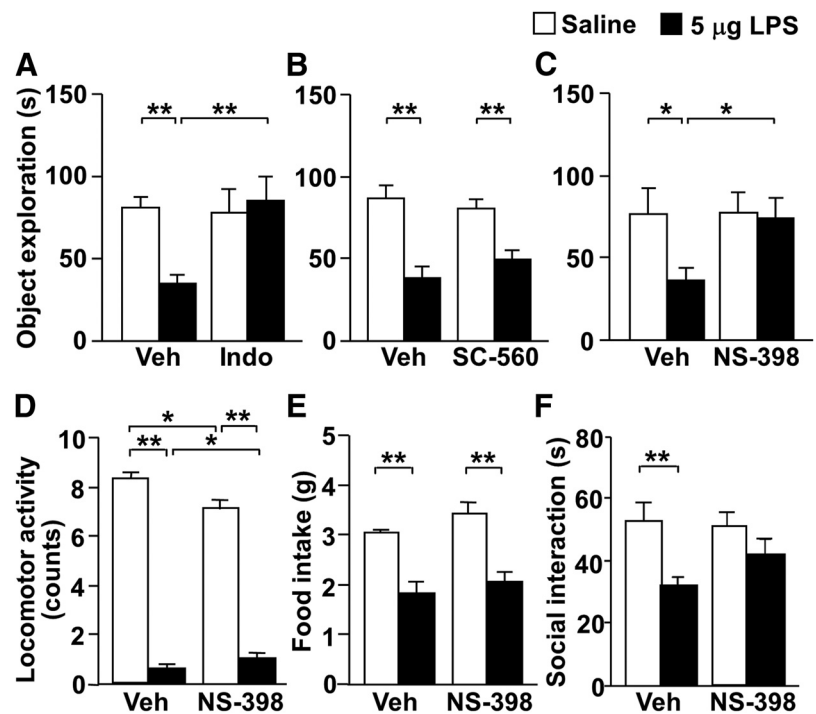 Saline 5 μg LPS
A B C
Object exploration (s)
150
100
50
0
** **
Veh Indo
150
100
50
0
** **
Veh SC-560
150
100
50
0
* *
Veh NS-398
D E F
Locomotor activity
(counts)
10
8
6
4
2
0
* **
** *
Veh NS-398
Food intake (g)
5
4
3
2
1
0
** **
Veh NS-398
Social interaction (s)
80
60
40
20
0
**
Veh NS-398